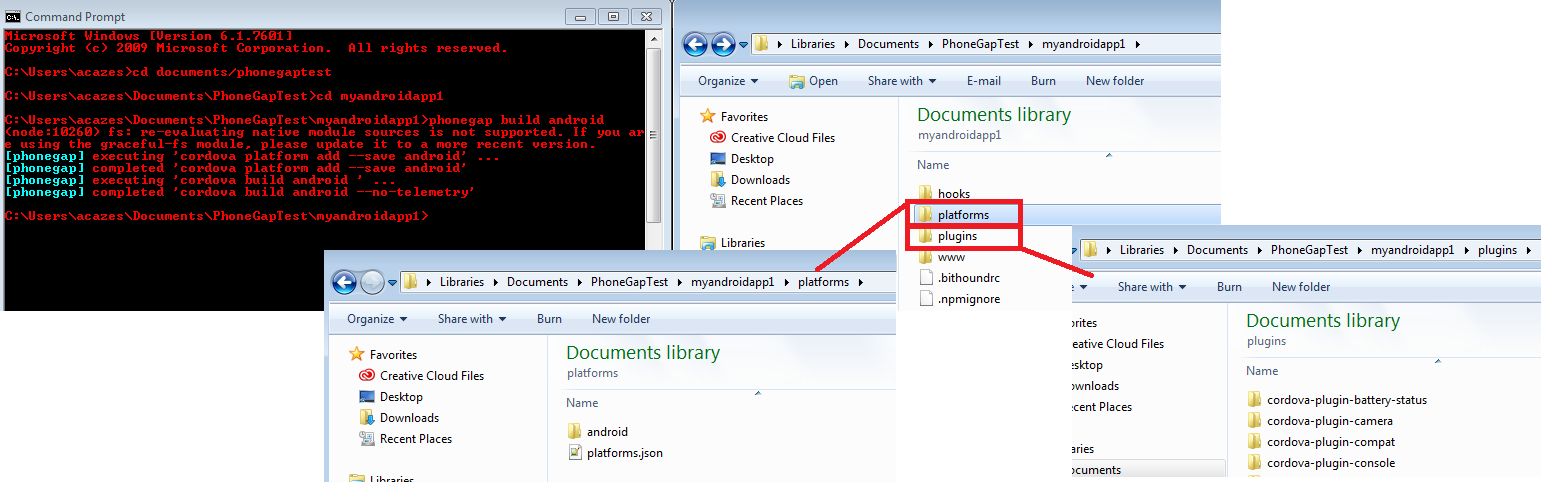 Command Prompt
Microsoft Windows [Version 6.1.7601]
Copyright (c) 2009 Microsoft Corporation.  All rights reserved.
C:\Users\acazes>cd documents/phonegaptest
C:\Users\acazes\Documents\PhoneGapTest>cd myandroidapp1
C:\Users\acazes\Documents\PhoneGapTest\myandroidapp1>phonegap build android
(node:10260) fs: re-evaluating native module sources is not supported. If you ar
e using the graceful-fs module, please update it to a more recent version.
[phonegap] executing 'cordova platform add --save android' ...
[phonegap] completed 'cordova platform add --save android'
[phonegap] executing 'cordova build android ' ...
[phonegap] completed 'cordova build android --no-telemetry'
C:\Users\acazes\Documents\PhoneGapTest\myandroidapp1>
Libraries Documents PhoneGapTest myandroidapp1
Organize Open Share with E-mail Burn New folder
Favorites
Creative Cloud Files
Desktop
Downloads
Recent Places
Libraries
Documents library
myandroidapp1
Name
hooks
platforms
plugins
www
.bithoundrc
.npmignore
Libraries Documents PhoneGapTest myandroidapp1 platforms
Organize Share with Burn New folder
Favorites
Creative Cloud Files
Desktop
Downloads
Recent Places
Libraries
Documents library
platforms
Name
android
platforms.json
Libraries Documents PhoneGapTest myandroidapp1 plugins
Share with Burn New folder
orites
reative Cloud Files
esktop
ownloads
ecent Places
raries
ocuments
Documents library
plugins
Name
cordova-plugin-battery-status
cordova-plugin-camera
cordova-plugin-compat
cordova-plugin-console